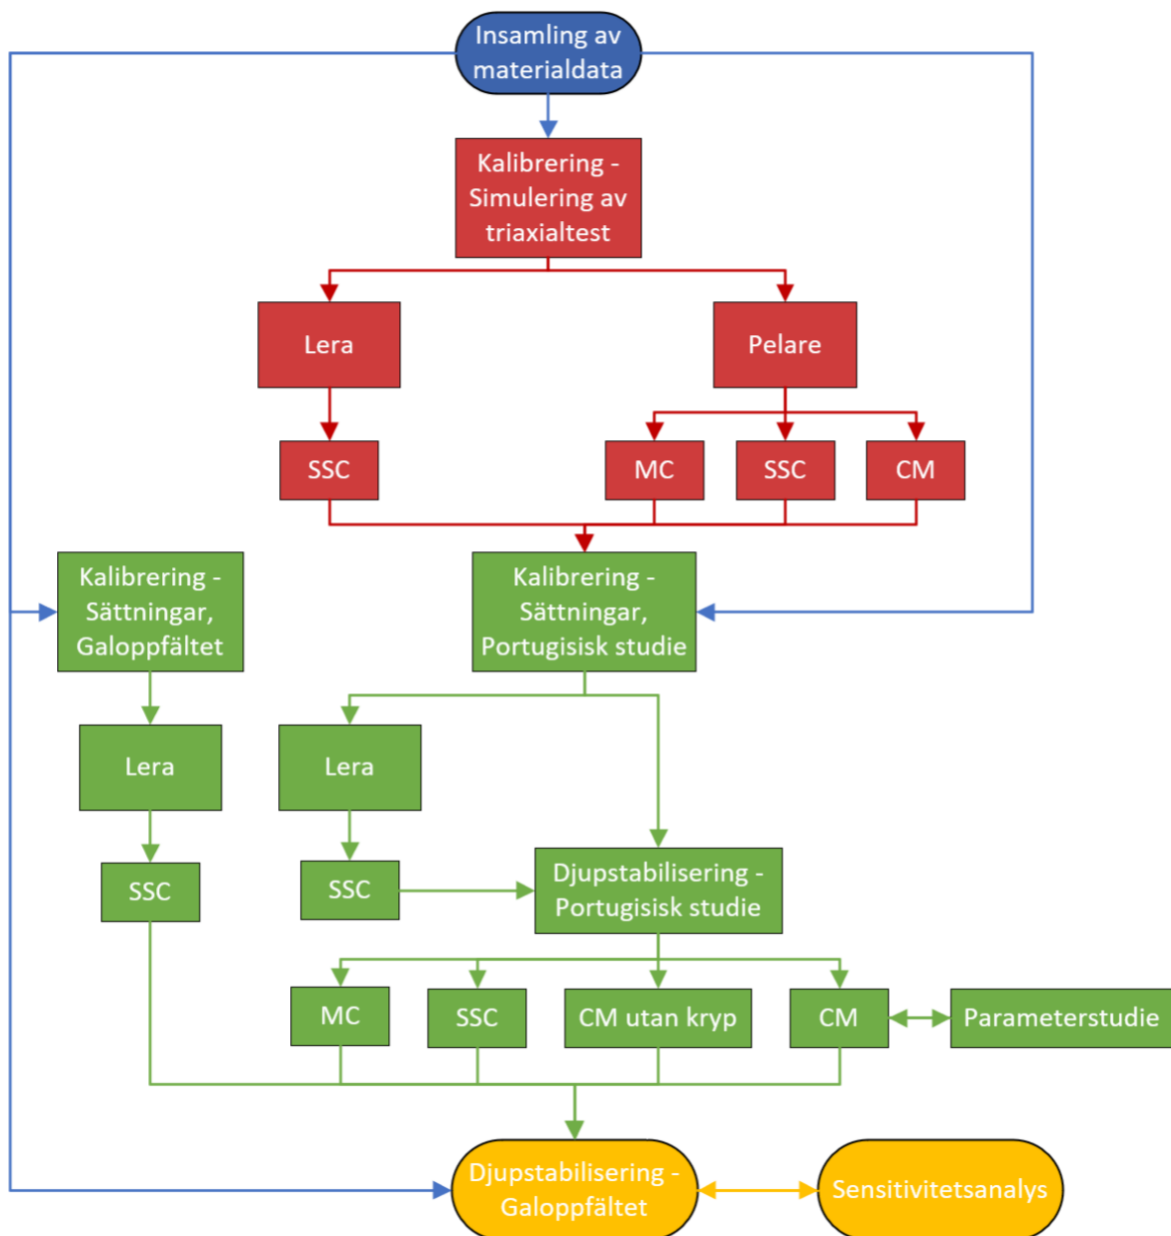 Insamling av
materialdata
Kalibrering -
Simulering av
triaxialtest
Lera
Pelare
SSC
MC
SSC
CM
Kalibrering -
Sättningar,
Galoppfältet
Kalibrering -
Sättningar,
Portugisisk studie
Lera
Lera
SSC
SSC
Djupstabilisering -
Portugisisk studie
MC
SSC
CM utan kryp
CM
Parameterstudie
Djupstabilisering -
Galoppfältet
Sensitivitetsanalys